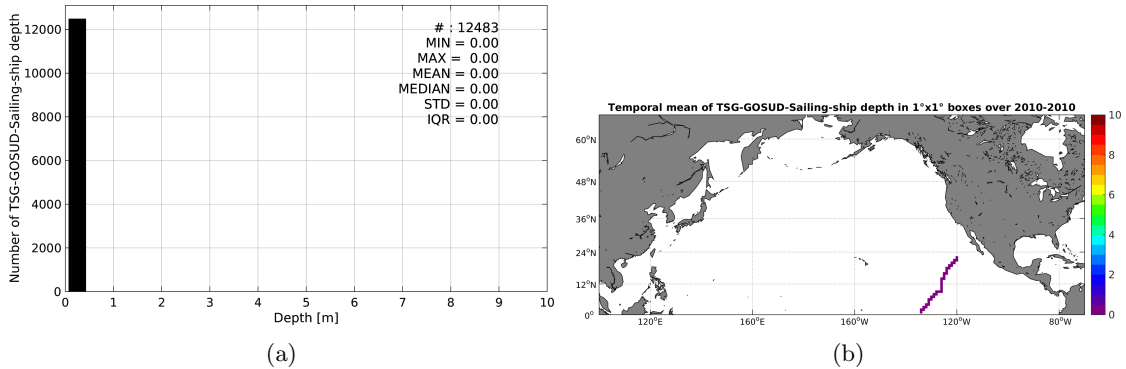 Number of TSG-GOSUD-Sailing-ship depth
12000
10000
8000
6000
4000
2000
0
# : 12483
MIN = 0.00
MAX = 0.00
MEAN = 0.00
MEDIAN = 0.00
STD = 0.00
IQR = 0.00
0 1 2 3 4 5 6 7 8 9 10
Depth [m]
(a)
Temporal mean of TSG-GOSUD-Sailing-ship depth in 1°x1° boxes over 2010-2010
60°N
48°N
36°N
24°N
12°N
0°
120°E 160°E 160°W 120°W 80°W
10
8
6
4
2
0
(b)